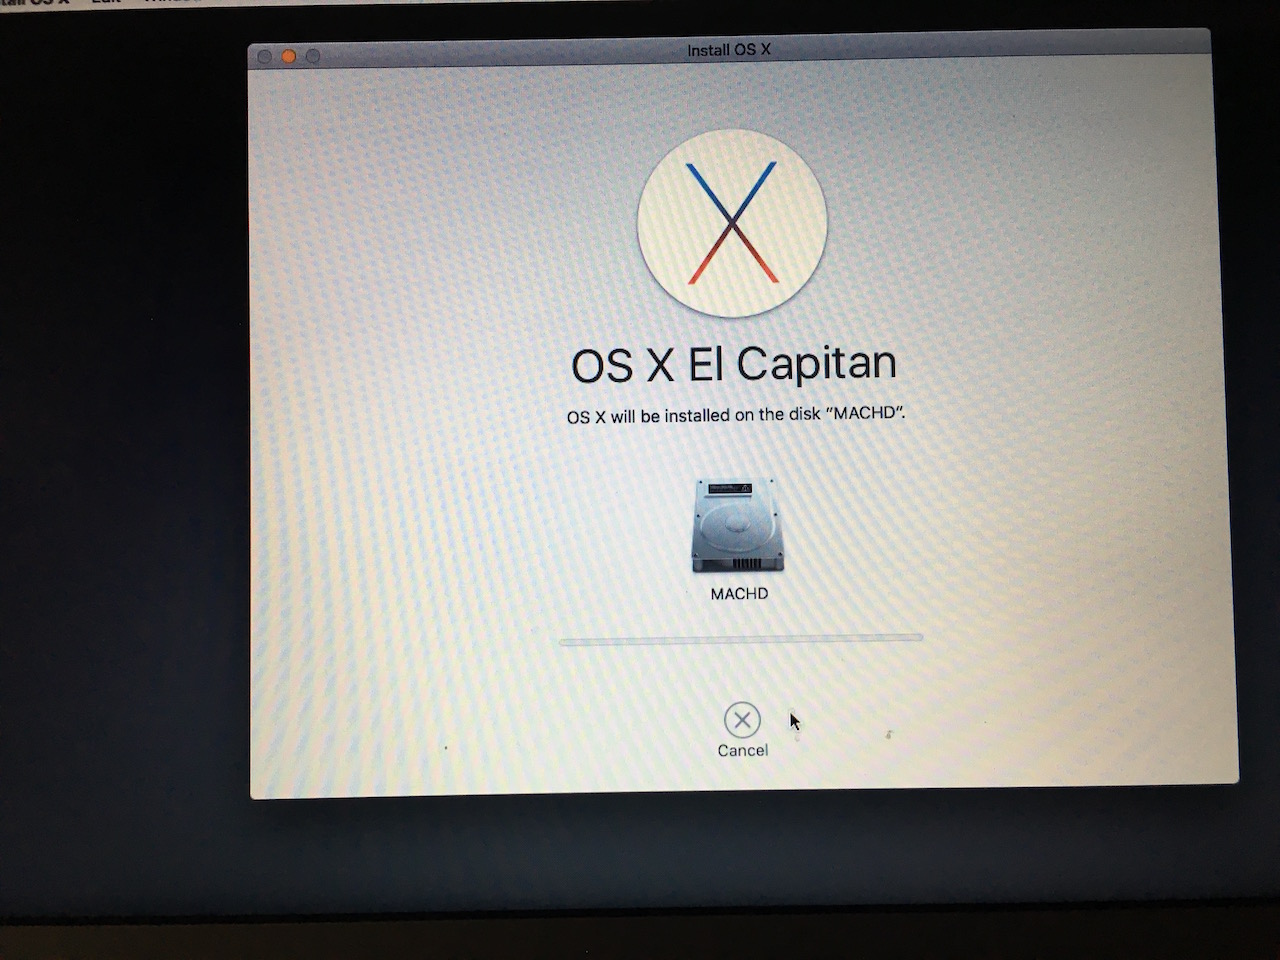 Install OS X
OS X El Capitan
OS X will be installed on the disk “MACHD”.
MACHD
Cancel